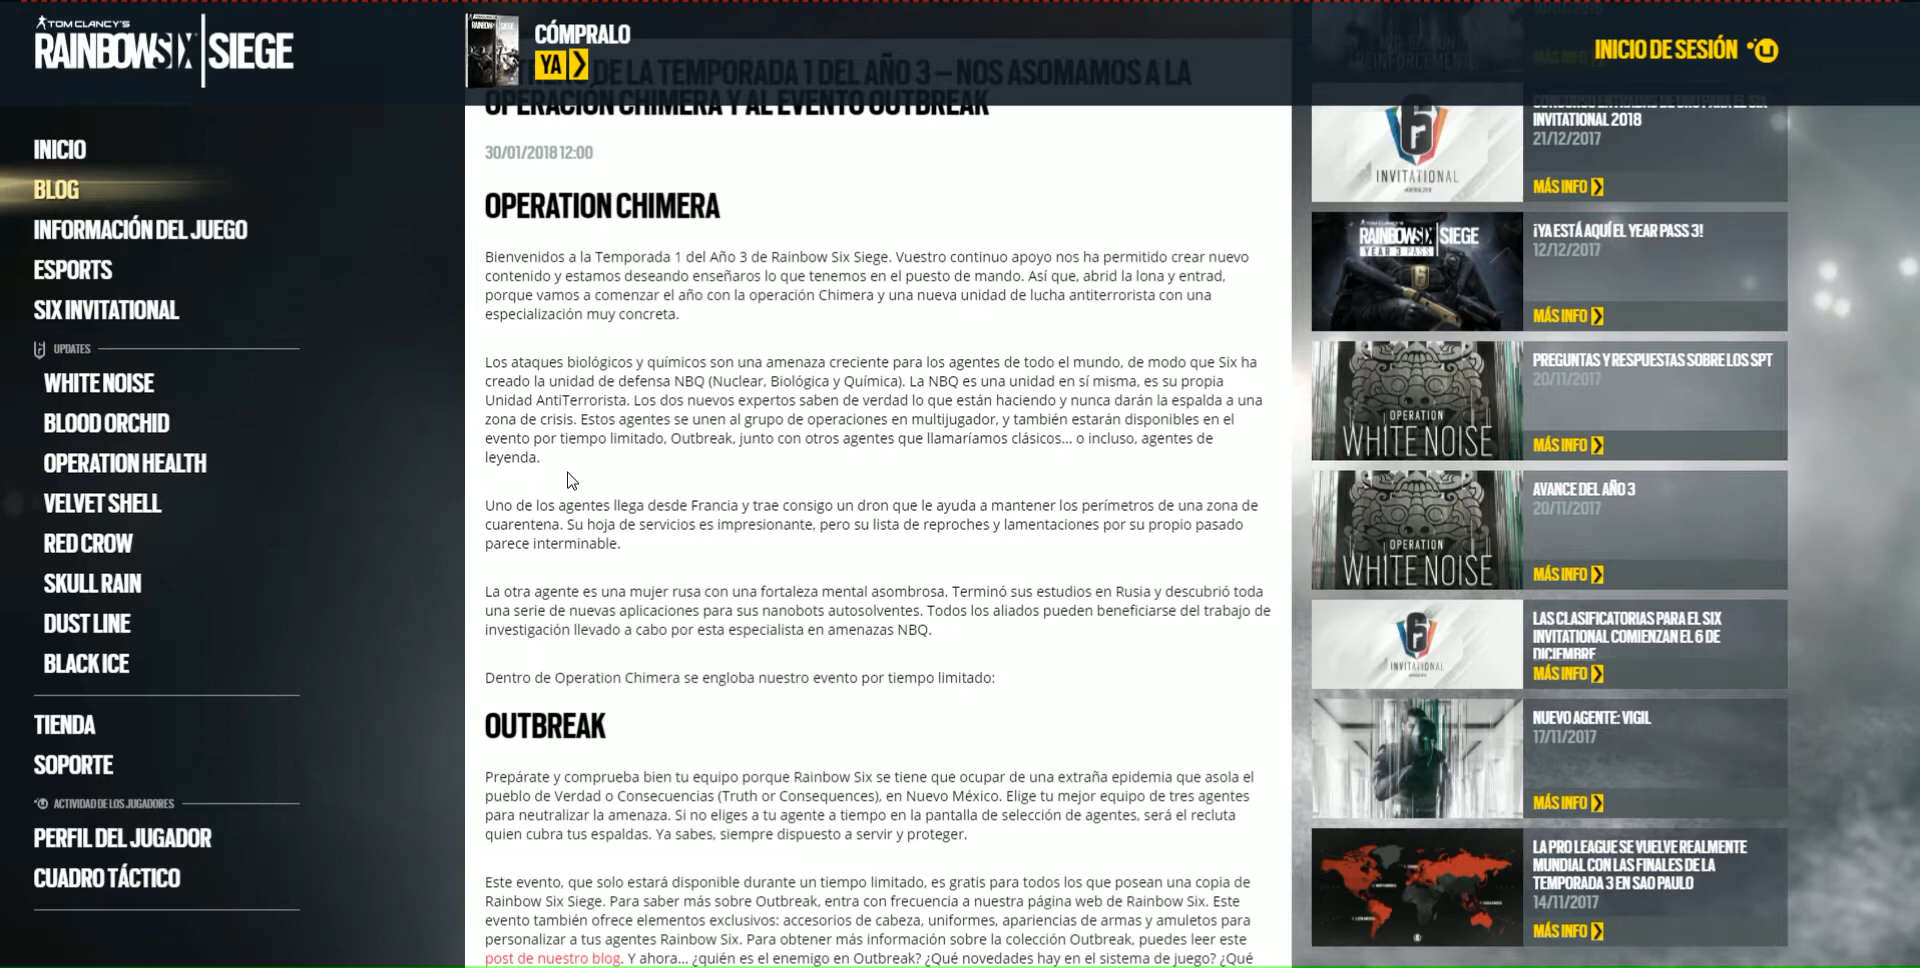 TOM CLANCY'S
RAINBOW SIX | SIEGE
CÓMPRALO
YA
INICIO DE SESIÓN
INICIO
BLOG
INFORMACIÓN DEL JUEGO
ESPORTS
SIX INVITATIONAL
UPDATES
WHITE NOISE
BLOOD ORCHID
OPERATION HEALTH
VELVET SHELL
RED CROW
SKULL RAIN
DUST LINE
BLACK ICE
TIENDA
SOPORTE
ACTIVIDAD DE LOS JUGADORES
PERFIL DEL JUGADOR
CUADRO TÁCTICO
DE LA TEMPORADA 1 DEL AÑO 3 – NOS ASOMAMOS A LA
OPERACIÓN CHIMERA Y AL EVENTO OUTBREAK
30/01/2018 12:00
OPERATION CHIMERA
Bienvenidos a la Temporada 1 del Año 3 de Rainbow Six Siege. Vuestro continuo apoyo nos ha permitido crear nuevo
contenido y estamos deseando enseñaros lo que tenemos en el puesto de mando. Así que, abrid la lona y entrad,
porque vamos a comenzar el año con la operación Chimera y una nueva unidad de lucha antiterrorista con una
especialización muy concreta.
Los ataques biológicos y químicos son una amenaza creciente para los agentes de todo el mundo, de modo que Six ha
creado la unidad de defensa NBQ (Nuclear, Biológica y Química). La NBQ es una unidad en sí misma, es su propia
Unidad AntiTerrorista. Los dos nuevos expertos saben de verdad lo que están haciendo y nunca darán la espalda a una
zona de crisis. Estos agentes se unen al grupo de operaciones en multijugador, y también estarán disponibles en el
evento por tiempo limitado, Outbreak, junto con otros agentes que llamaríamos clásicos... o incluso, agentes de
leyenda.
Uno de los agentes llega desde Francia y trae consigo un dron que le ayuda a mantener los perímetros de una zona de
cuarentena. Su hoja de servicios es impresionante, pero su lista de reproches y lamentaciones por su propio pasado
parece interminable.
La otra agente es una mujer rusa con una fortaleza mental asombrosa. Terminó sus estudios en Rusia y descubrió toda
una serie de nuevas aplicaciones para sus nanobots autosolventes. Todos los aliados pueden beneficiarse del trabajo de
investigación llevado a cabo por esta especialista en amenazas NBQ.
Dentro de Operation Chimera se engloba nuestro evento por tiempo limitado:
OUTBREAK
Prepárate y comprueba bien tu equipo porque Rainbow Six se tiene que ocupar de una extraña epidemia que asola el
pueblo de Verdad o Consecuencias (Truth or Consequences), en Nuevo México. Elige tu mejor equipo de tres agentes
para neutralizar la amenaza. Si no eliges a tu agente a tiempo en la pantalla de selección de agentes, será el recluta
quien cubra tus espaldas. Ya sabes, siempre dispuesto a servir y proteger.
Este evento, que solo estará disponible durante un tiempo limitado, es gratis para todos los que posean una copia de
Rainbow Six Siege. Para saber más sobre Outbreak, entra con frecuencia a nuestra página web de Rainbow Six. Este
evento también ofrece elementos exclusivos: accesorios de cabeza, uniformes, apariencias de armas y amuletos para
personalizar a tus agentes Rainbow Six. Para obtener más información sobre la colección Outbreak, puedes leer este
post de nuestro blog. Y ahora... ¿quién es el enemigo en Outbreak? ¿Qué novedades hay en el sistema de juego? ¿Qué
INVITATIONAL
INVITATIONAL 2018
21/12/2017
MÁS INFO
TOM CLANCY'S
RAINBOW SIX | SIEGE
YEAR 3 PASS
¡YA ESTÁ AQUÍ EL YEAR PASS 3!
12/12/2017
MÁS INFO
OPERATION
WHITE NOISE
PREGUNTAS Y RESPUESTAS SOBRE LOS SPT
20/11/2017
MÁS INFO
OPERATION
WHITE NOISE
AVANCE DEL AÑO 3
20/11/2017
MÁS INFO
INVITATIONAL
LAS CLASIFICATORIAS PARA EL SIX
INVITATIONAL COMIENZAN EL 6 DE
DICIEMBRE
MÁS INFO
NUEVO AGENTE: VIGIL
17/11/2017
MÁS INFO
LA PRO LEAGUE SE VUELVE REALMENTE
MUNDIAL CON LAS FINALES DE LA
TEMPORADA 3 EN SAO PAULO
14/11/2017
MÁS INFO